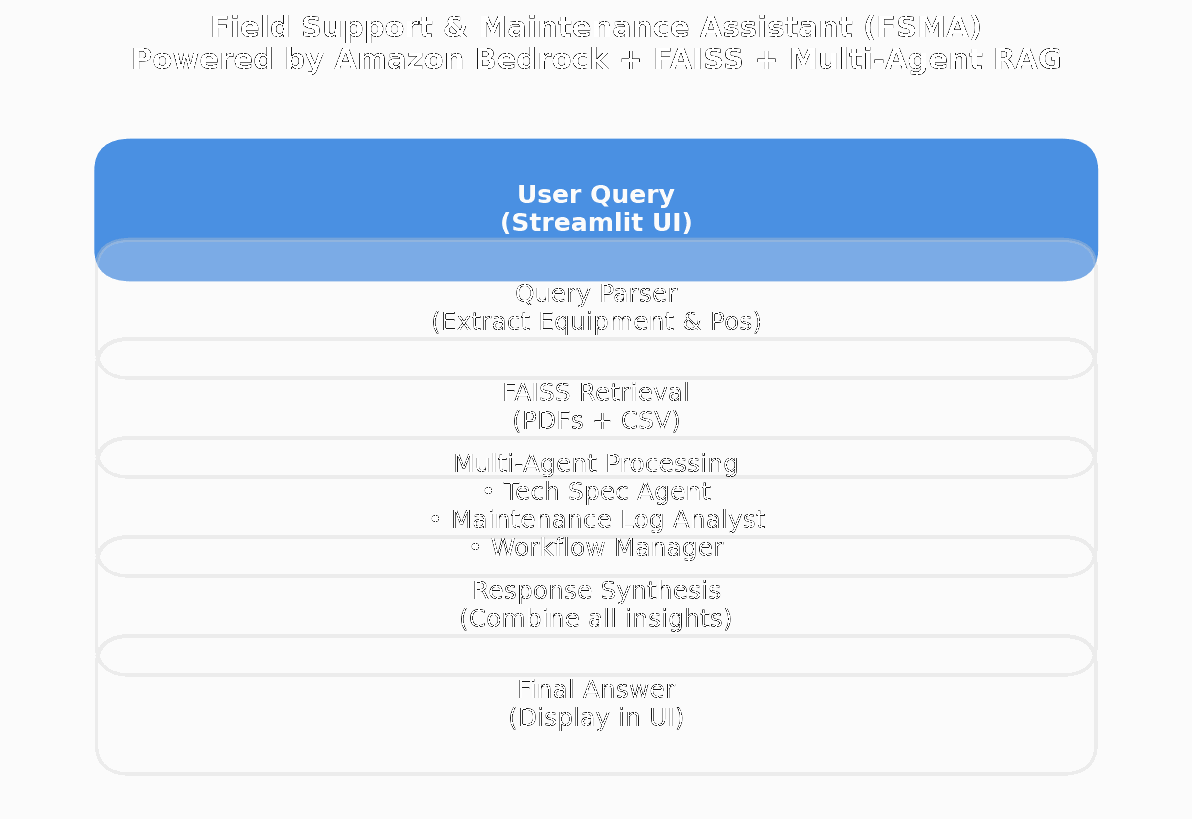 Field Support & Maintenance Assistant (FSMA)
Powered by Amazon Bedrock + FAISS + Multi-Agent RAG
User Query
(Streamlit UI)
Query Parser
(Extract Equipment & Pos)
FAISS Retrieval
(PDFs + CSV)
Multi-Agent Processing
• Tech Spec Agent
• Maintenance Log Analyst
• Workflow Manager
Response Synthesis
(Combine all insights)
Final Answer
(Display in UI)